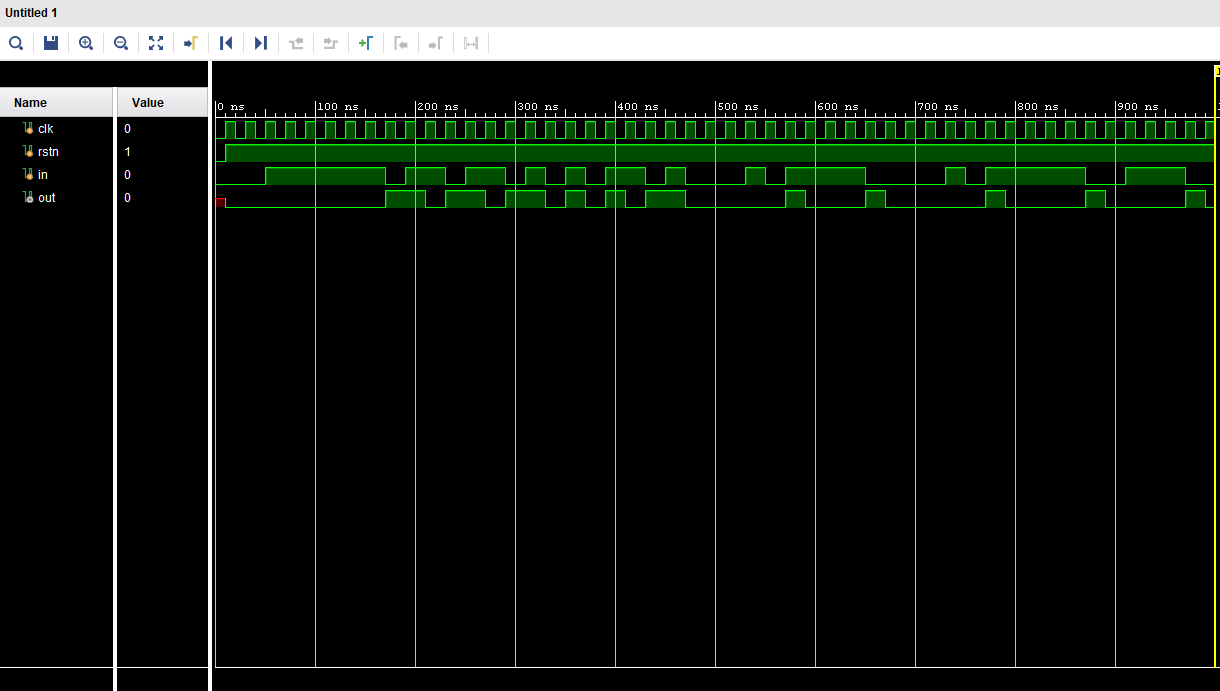 Untitled 1
0 ns 100 ns 200 ns 300 ns 400 ns 500 ns 600 ns 700 ns 800 ns 900 ns
Name Value
clk 0
rstn 1
in 0
out 0